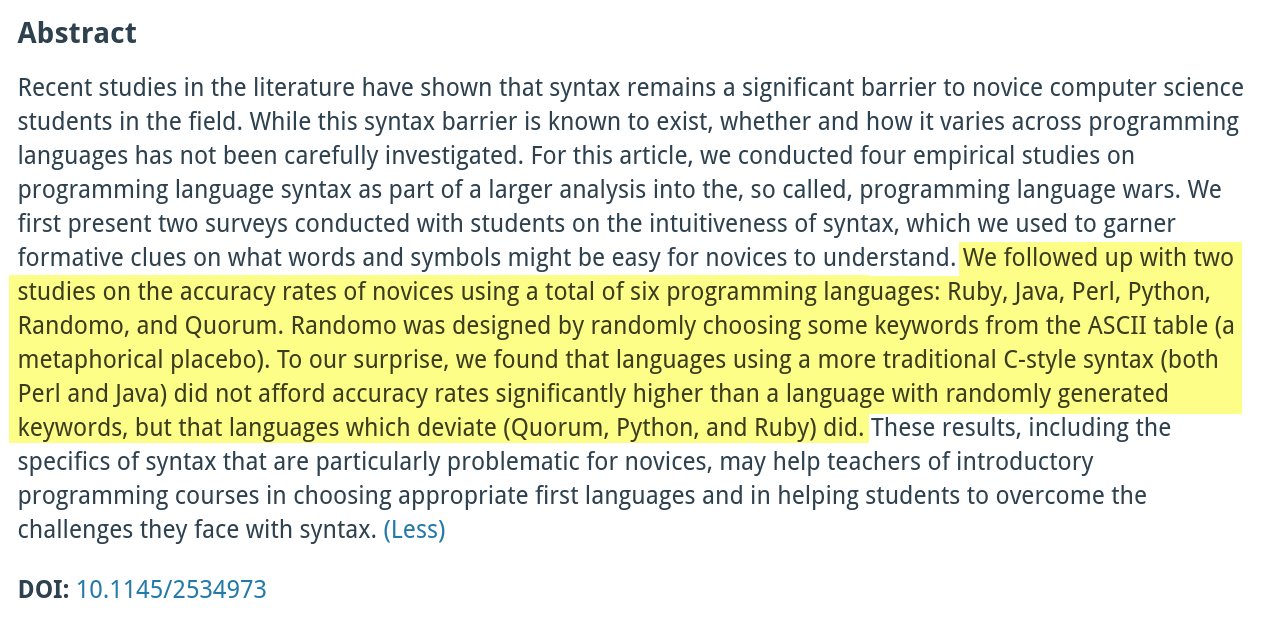 Abstract
Recent studies in the literature have shown that syntax remains a significant barrier to novice computer science
students in the field. While this syntax barrier is known to exist, whether and how it varies across programming
languages has not been carefully investigated. For this article, we conducted four empirical studies on
programming language syntax as part of a larger analysis into the, so called, programming language wars. We
first present two surveys conducted with students on the intuitiveness of syntax, which we used to garner
formative clues on what words and symbols might be easy for novices to understand. We followed up with two
studies on the accuracy rates of novices using a total of six programming languages: Ruby, Java, Perl, Python,
Randomo, and Quorum. Randomo was designed by randomly choosing some keywords from the ASCII table (a
metaphorical placebo). To our surprise, we found that languages using a more traditional C-style syntax (both
Perl and Java) did not afford accuracy rates significantly higher than a language with randomly generated
keywords, but that languages which deviate (Quorum, Python, and Ruby) did. These results, including the
specifics of syntax that are particularly problematic for novices, may help teachers of introductory
programming courses in choosing appropriate first languages and in helping students to overcome the
challenges they face with syntax. (Less)
DOI: 10.1145/2534973